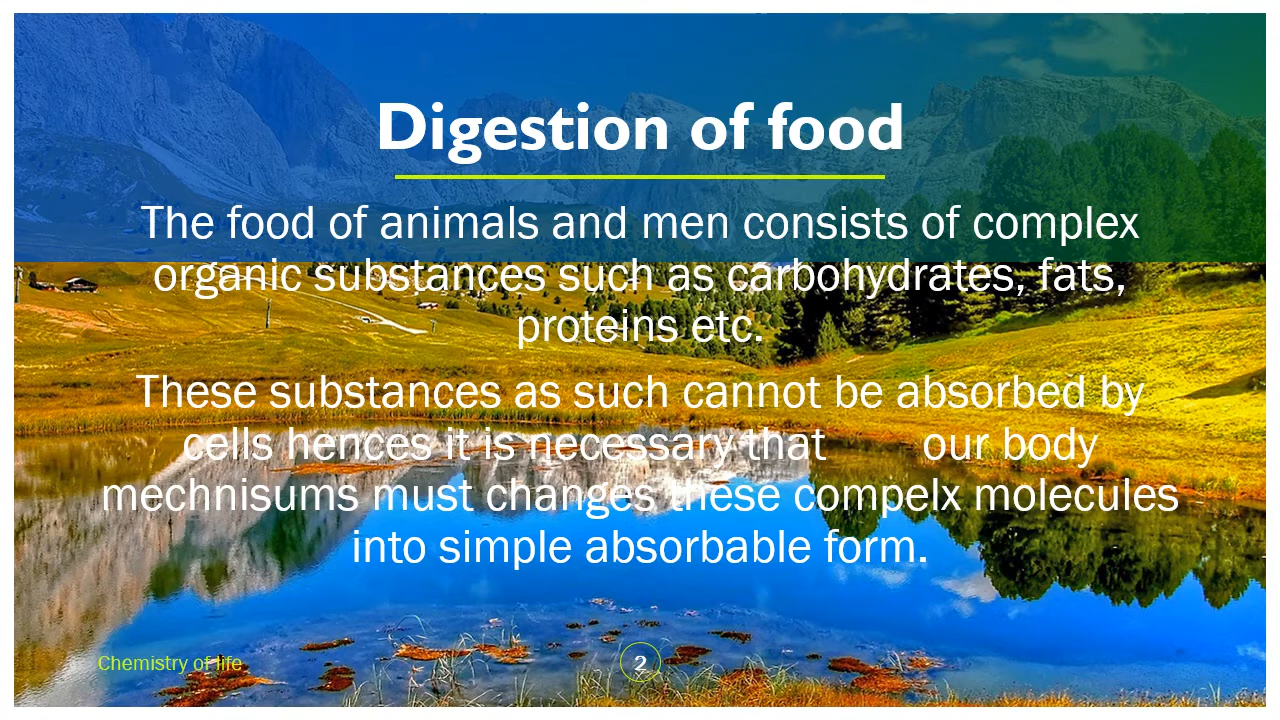 Digestion of food
The food of animals and men consists of complex
organic substances such as carbohydrates, fats,
proteins etc.
These substances as such cannot be absorbed by
cells hences it is necessary that our body
mechnisums must changes these compelx molecules
into simple absorbable form.
Chemistry of life
2